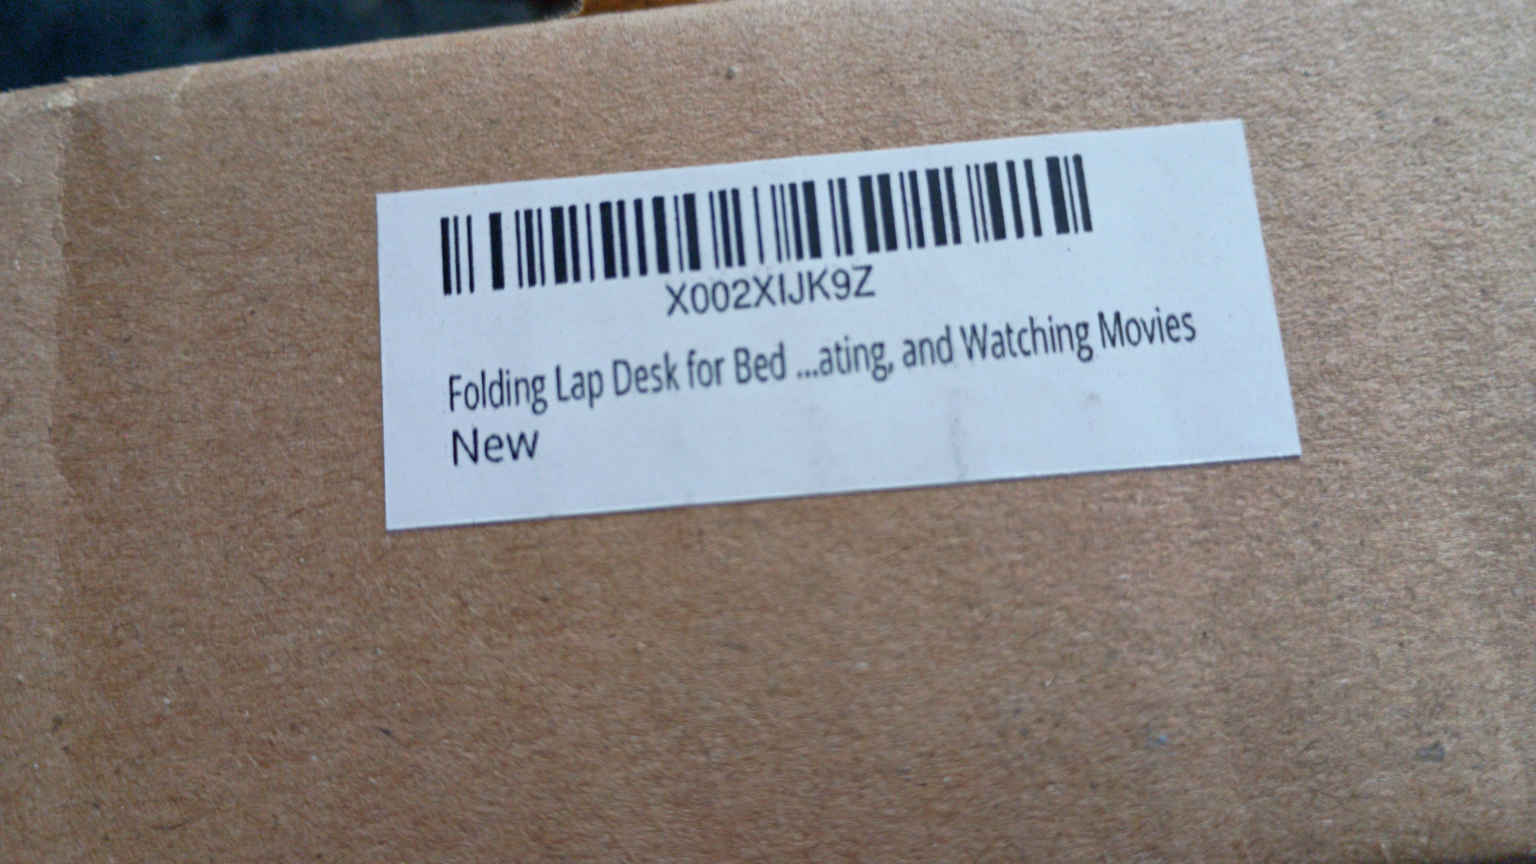 X002XIJK9Z
Folding Lap Desk for Bed ...ating, and Watching Movies
New